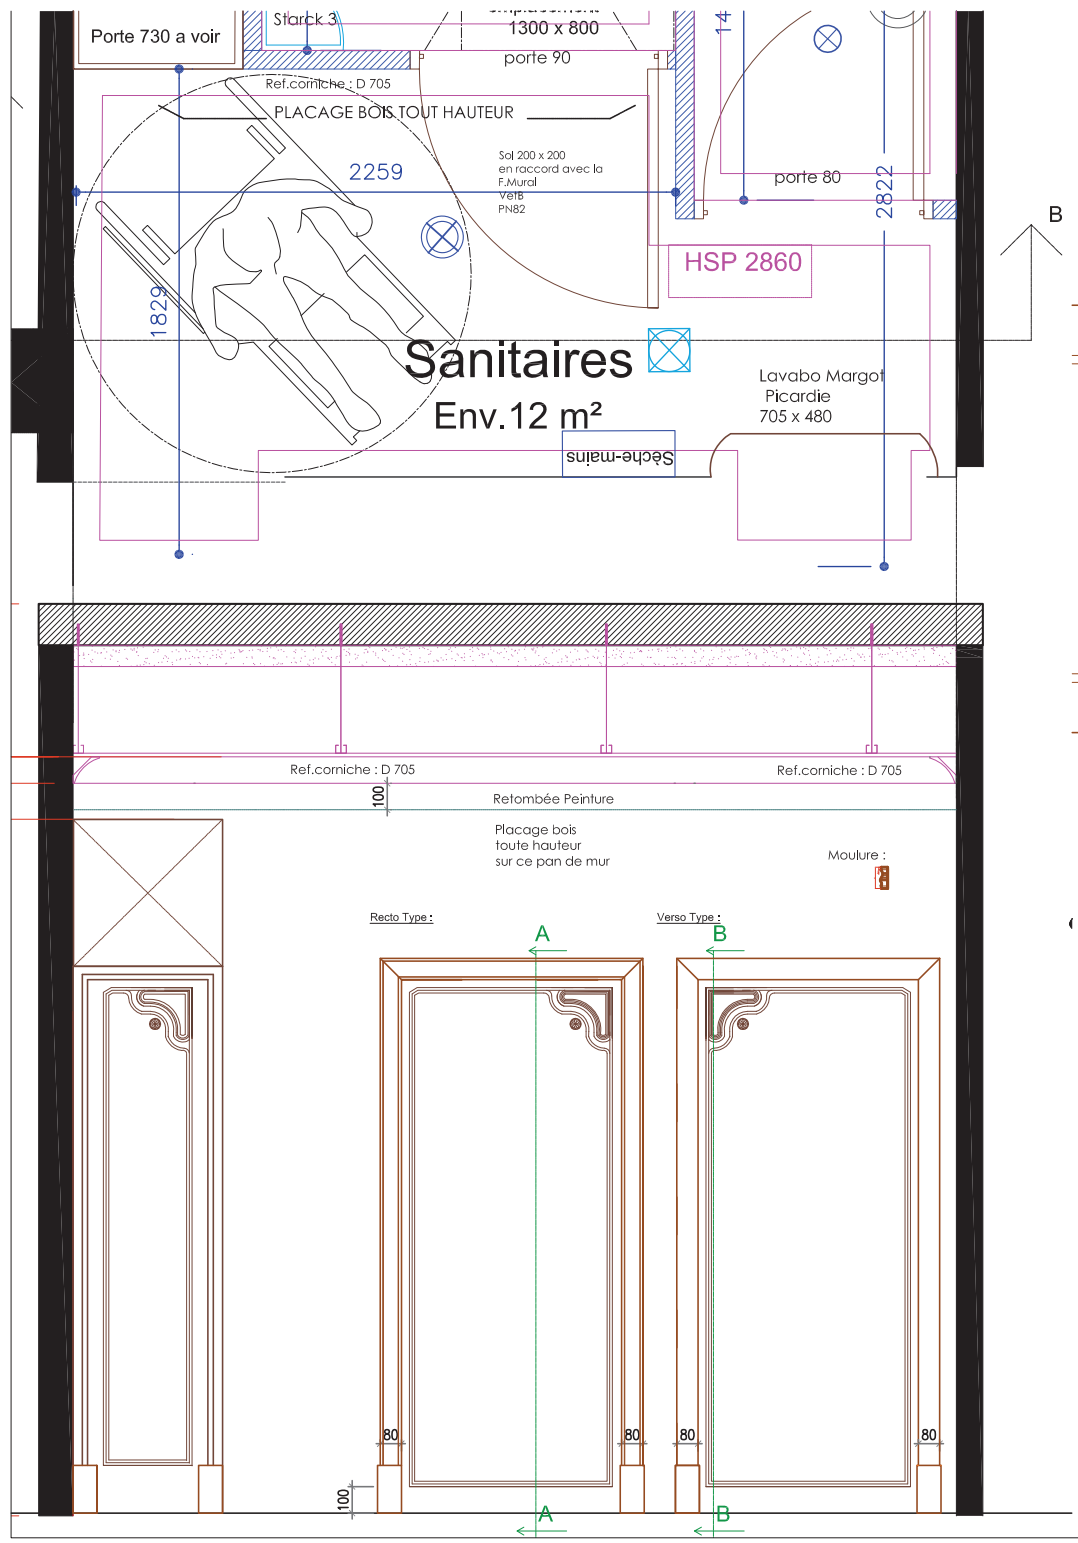 Starck 3
Porte 730 a voir
emplacement
1300 x 800
porte 90
14
Ref.corniche : D 705
PLACAGE BOIS TOUT HAUTEUR
2259
Sol 200 x 200
en raccord avec la
F.Mural
VetB
PN82
porte 80
2822
B
HSP 2860
1829
Sanitaires
Env.12 m²
Lavabo Margot
Picardie
705 x 480
Sèche-mains
Ref.corniche : D 705
Ref.corniche : D 705
100
Retombée Peinture
Placage bois
toute hauteur
sur ce pan de mur
Moulure :
Recto Type :
Verso Type :
A
B
80
80
80
80
100
A
B